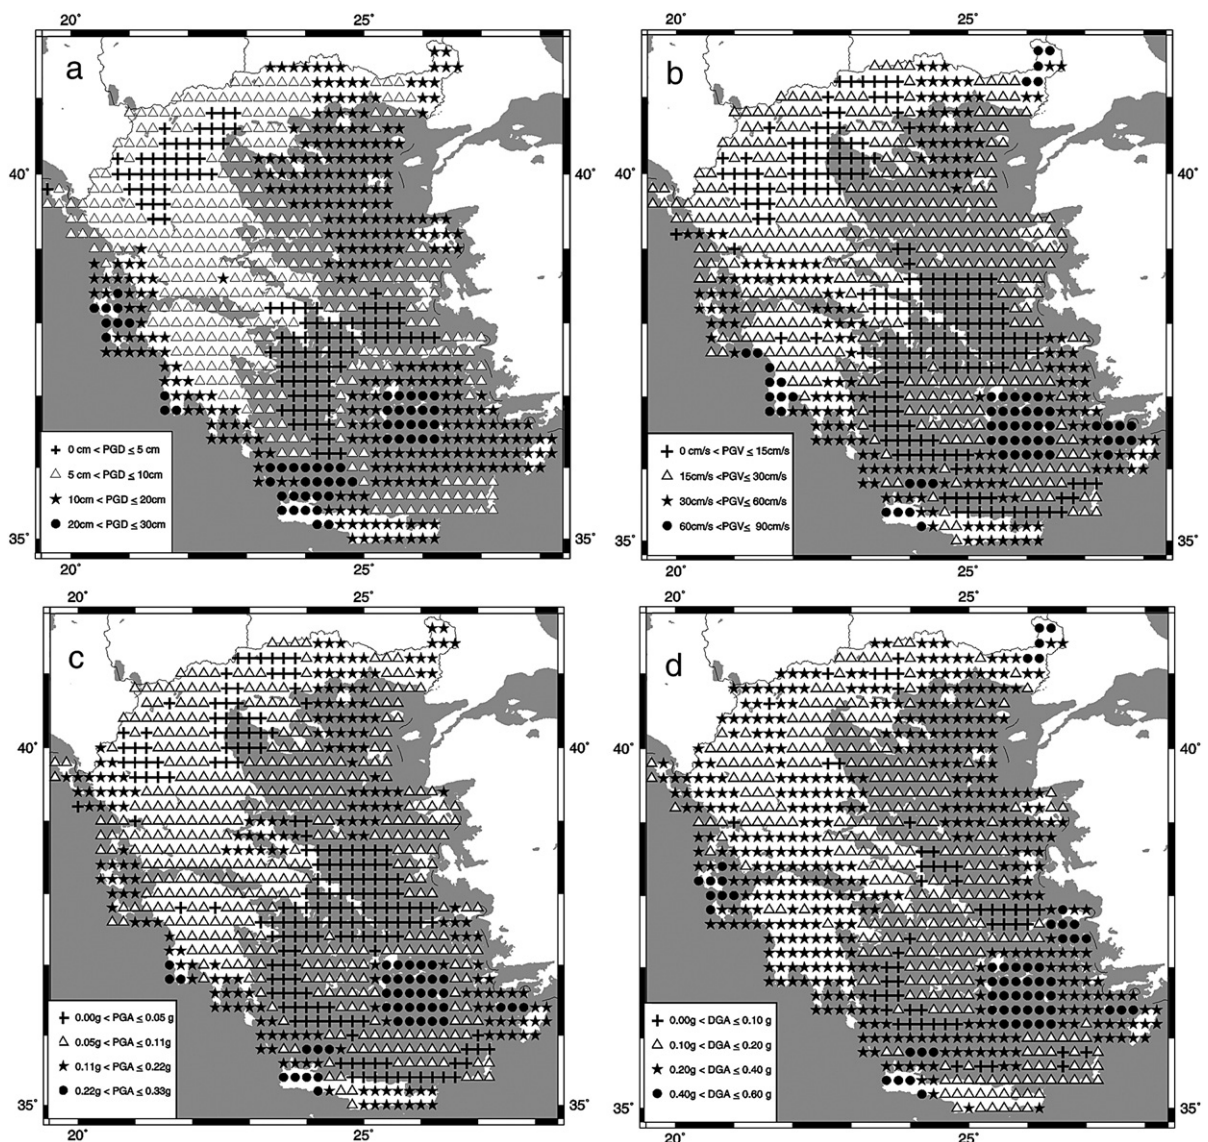 20° 25° 20° 25°
a b
40° 40° 40° 40°
+ 0 cm < PGD ≤ 5 cm
△ 5 cm < PGD ≤ 10cm
★ 10cm < PGD ≤ 20cm
● 20cm < PGD ≤ 30cm
+ 0 cm/s < PGV ≤ 15cm/s
△ 15cm/s <PGV≤ 30cm/s
★ 30cm/s <PGV≤ 60cm/s
● 60cm/s <PGV≤ 90cm/s
35° 35° 35° 35°
20° 25° 20° 25°
20° 25° 20° 25°
c d
40° 40° 40° 40°
+ 0.00g < PGA ≤ 0.05 g
△ 0.05g < PGA ≤ 0.11g
★ 0.11g < PGA ≤ 0.22g
● 0.22g < PGA ≤ 0.33g
+ 0.00g < DGA ≤ 0.10 g
△ 0.10g < DGA ≤ 0.20 g
★ 0.20g < DGA ≤ 0.40 g
● 0.40g < DGA ≤ 0.60 g
35° 35° 35° 35°
20° 25° 20° 25°